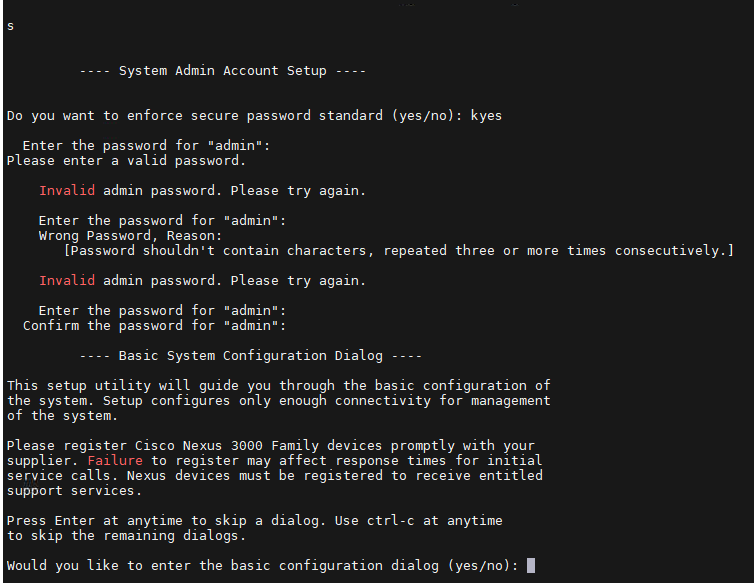 s
---- System Admin Account Setup ----
Do you want to enforce secure password standard (yes/no): kyes
Enter the password for "admin":
Please enter a valid password.
Invalid admin password. Please try again.
Enter the password for "admin":
Wrong Password, Reason:
[Password shouldn't contain characters, repeated three or more times consecutively.]
Invalid admin password. Please try again.
Enter the password for "admin":
Confirm the password for "admin":
---- Basic System Configuration Dialog ----
This setup utility will guide you through the basic configuration of
the system. Setup configures only enough connectivity for management
of the system.
Please register Cisco Nexus 3000 Family devices promptly with your
supplier. Failure to register may affect response times for initial
service calls. Nexus devices must be registered to receive entitled
support services.
Press Enter at anytime to skip a dialog. Use ctrl-c at anytime
to skip the remaining dialogs.
Would you like to enter the basic configuration dialog (yes/no):